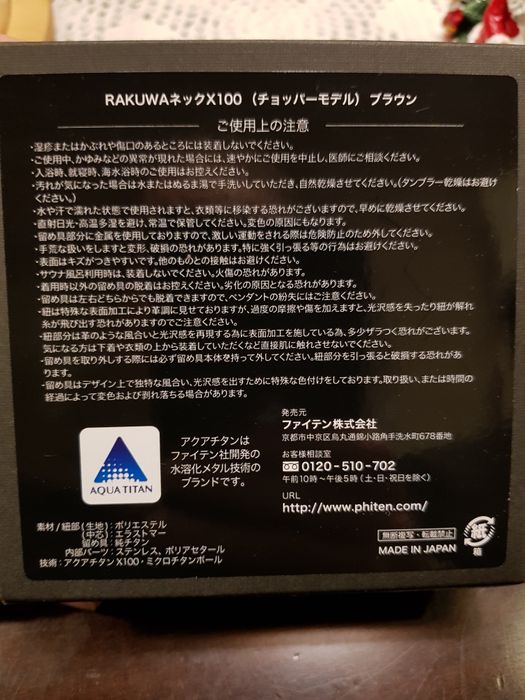 RAKUWAネックX100 （チョッパーモデル） ブラウン
ご使用上の注意
・湿疹またはかぶれや傷口のあるところには装着しないでください。
・ご使用中、かゆみなどの異常が現れた場合には、速やかにご使用を中止し、医師にご相談ください。
・入浴時、就寝時、海水浴時のご使用はお控えください。
・汚れが気になった場合は水またはぬるま湯で手洗いしていただき、自然乾燥させてください。(タンブラー乾燥はお避け
ください。)
・水や汗で濡れた状態で使用されますと、衣類等に移染する恐れがございますので、早めに乾燥させてください。
・直射日光・高温多湿を避け、常温で保管してください。変色の原因にもなります。
・留め具部分に金属を使用しておりますので、激しい運動をされる際は危険防止のため外してください。
・手荒な扱いをしますと変形、破損の恐れがあります。特に強く引っ張る等の行為はお避けください。
・表面はキズがつきやすいです。他のものとの接触はお避けください。
・サウナ風呂利用時は、装着しないでください。火傷の恐れがあります。
・着用時以外の留め具の脱着はお控えください。劣化の原因となる恐れがあります。
・留め具は左右どちらからでも脱着できますので、ペンダントの紛失にはご注意ください。
・紐は特殊な表面加工により革調に見せておりますが、過度の摩擦や傷を加えますと、光沢感を失ったり紐が解れ
糸が飛び出す恐れがありますのでご注意ください。
・紐部分は革のような風合いと光沢感を再現する為に表面加工を施している為、多少ザラつく恐れがございます。
気になる方は下着や衣類の上から装着していただくなど直接肌に触れさせないでください。
・留め具を取り外しする際には必ず留め具本体を持って外してください。紐部分を引っ張ると破損する恐れがあ
ります。
・留め具はデザイン上で独特な風合い、光沢感を出すために特殊な色付けをしております。取り扱い、または時間の
経過によって変色および剥れ落ちる場合があります。
AQUA TITAN
アクアチタンは
ファイテン社開発の
水溶化メタル技術の
ブランドです。
発売元
ファイテン株式会社
京都市中京区烏丸通錦小路角手洗水町678番地
お客様相談室
0120-510-702
午前10時〜午後5時（土・日・祝日を除く）
URL
http://www.phiten.com/
素材 / 紐部 (生地) : ポリエステル
(中芯) : エラストマー
留め具 : 純チタン
内部パーツ : ステンレス、ポリアセタール
技術 : アクアチタンX100・ミクロチタンボール
無断複写・転載禁止
MADE IN JAPAN
紙
箱